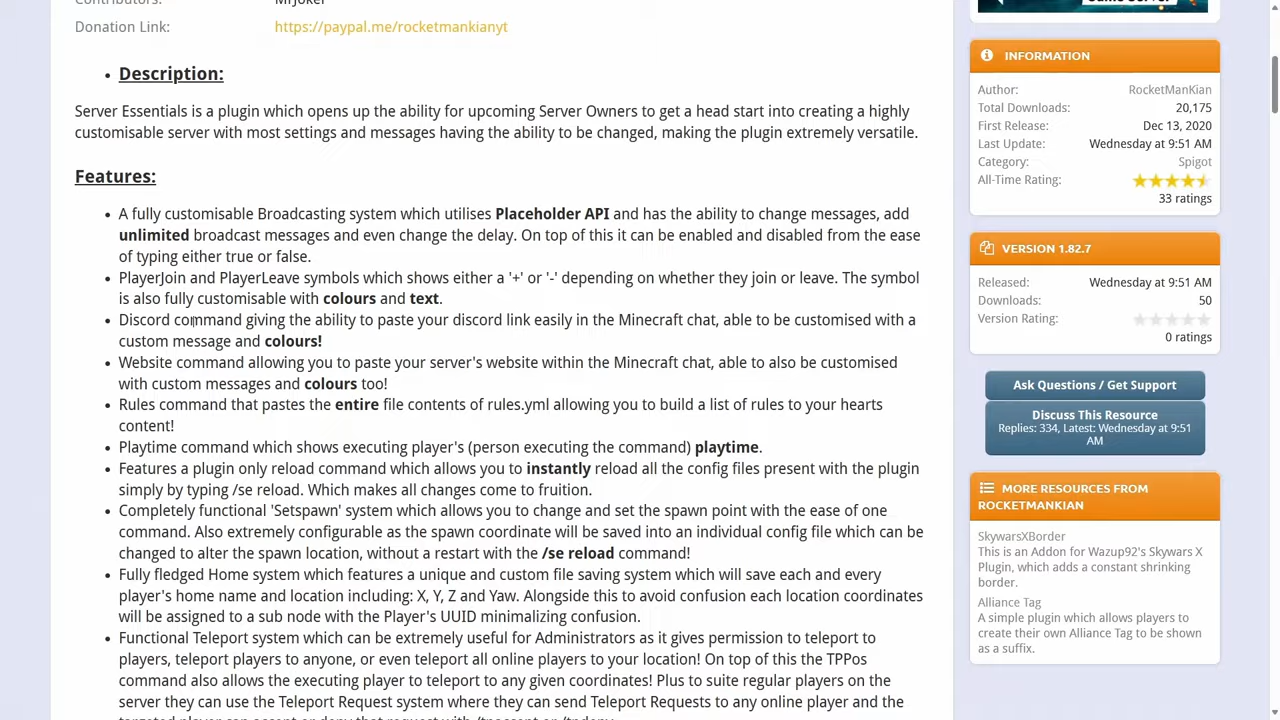 Contributors: MrJoker
Donation Link: https://paypal.me/rocketmankianyt
Description:
Server Essentials is a plugin which opens up the ability for upcoming Server Owners to get a head start into creating a highly
customisable server with most settings and messages having the ability to be changed, making the plugin extremely versatile.
Features:
A fully customisable Broadcasting system which utilises Placeholder API and has the ability to change messages, add
unlimited broadcast messages and even change the delay. On top of this it can be enabled and disabled from the ease
of typing either true or false.
PlayerJoin and PlayerLeave symbols which shows either a '+' or '-' depending on whether they join or leave. The symbol
is also fully customisable with colours and text.
Discord command giving the ability to paste your discord link easily in the Minecraft chat, able to be customised with a
custom message and colours!
Website command allowing you to paste your server's website within the Minecraft chat, able to also be customised
with custom messages and colours too!
Rules command that pastes the entire file contents of rules.yml allowing you to build a list of rules to your hearts
content!
Playtime command which shows executing player's (person executing the command) playtime.
Features a plugin only reload command which allows you to instantly reload all the config files present with the plugin
simply by typing /se reload. Which makes all changes come to fruition.
Completely functional 'Setspawn' system which allows you to change and set the spawn point with the ease of one
command. Also extremely configurable as the spawn coordinate will be saved into an individual config file which can be
changed to alter the spawn location, without a restart with the /se reload command!
Fully fledged Home system which features a unique and custom file saving system which will save each and every
player's home name and location including: X, Y, Z and Yaw. Alongside this to avoid confusion each location coordinates
will be assigned to a sub node with the Player's UUID minimalizing confusion.
Functional Teleport system which can be extremely useful for Administrators as it gives permission to teleport to
players, teleport players to anyone, or even teleport all online players to your location! On top of this the TPPos
command also allows the executing player to teleport to any given coordinates! Plus to suite regular players on the
server they can use the Teleport Request system where they can send Teleport Requests to any online player and the
targeted player can accept or deny that request with /tpaccept or /tpdeny.
Game Server
INFORMATION
Author: RocketManKian
Total Downloads: 20,175
First Release: Dec 13, 2020
Last Update: Wednesday at 9:51 AM
Category: Spigot
All-Time Rating:
33 ratings
VERSION 1.82.7
Released: Wednesday at 9:51 AM
Downloads: 50
Version Rating:
0 ratings
Ask Questions / Get Support
Discuss This Resource
Replies: 334, Latest: Wednesday at 9:51
AM
MORE RESOURCES FROM
ROCKETMANKIAN
SkywarsXBorder
This is an Addon for Wazup92's Skywars X
Plugin, which adds a constant shrinking
border.
Alliance Tag
A simple plugin which allows players to
create their own Alliance Tag to be shown
as a suffix.